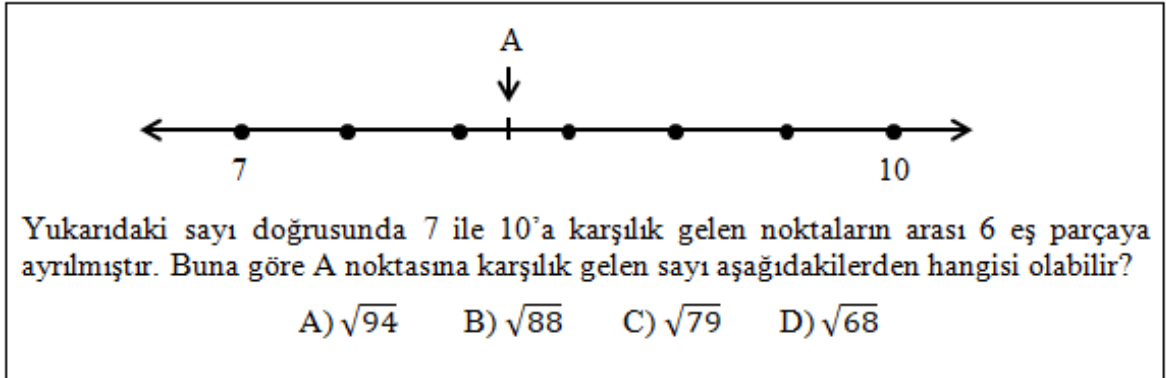 A
7 10
Yukarıdaki sayı doğrusunda 7 ile 10’a karşılık gelen noktaların arası 6 eş parçaya
ayrılmıştır. Buna göre A noktasına karşılık gelen sayı aşağıdakilerden hangisi olabilir?
A) √94 B) √88 C) √79 D) √68